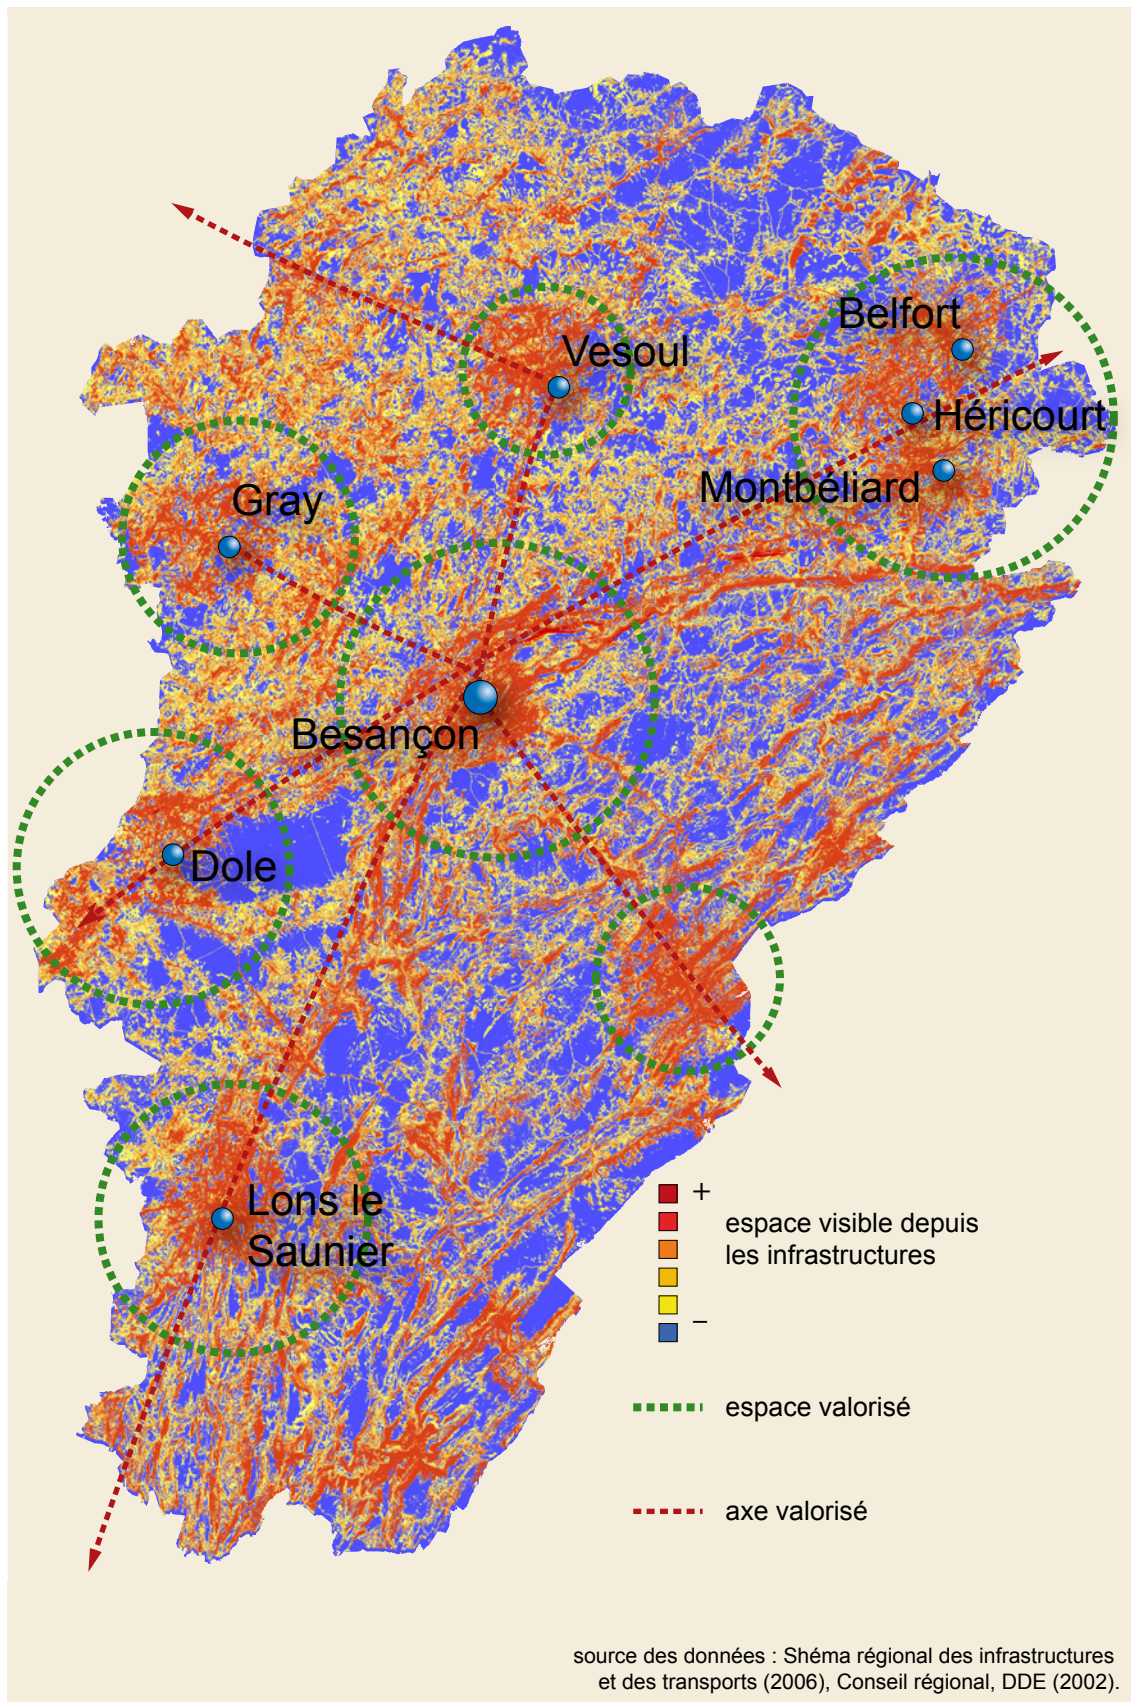 Belfort
Vesoul
Héricourt
Montbéliard
Gray
Besançon
Dole
Lons le
Saunier
+
espace visible depuis
les infrastructures
–
espace valorisé
axe valorisé
source des données : Shéma régional des infrastructures
et des transports (2006), Conseil régional, DDE (2002).